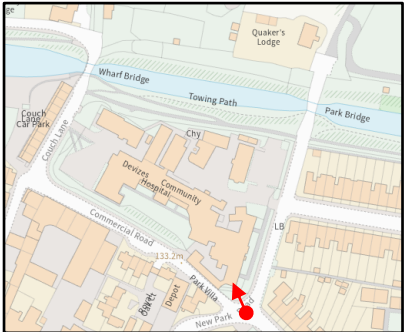 Quaker's
Lodge
Wharf Bridge
Towing Path
Park Bridge
Couch
Lane
Car Park
Couch Lane
Chy
Devizes
Community
Hospital
Commercial Road
LB
133.2m
Park Villa
Depot
New Park